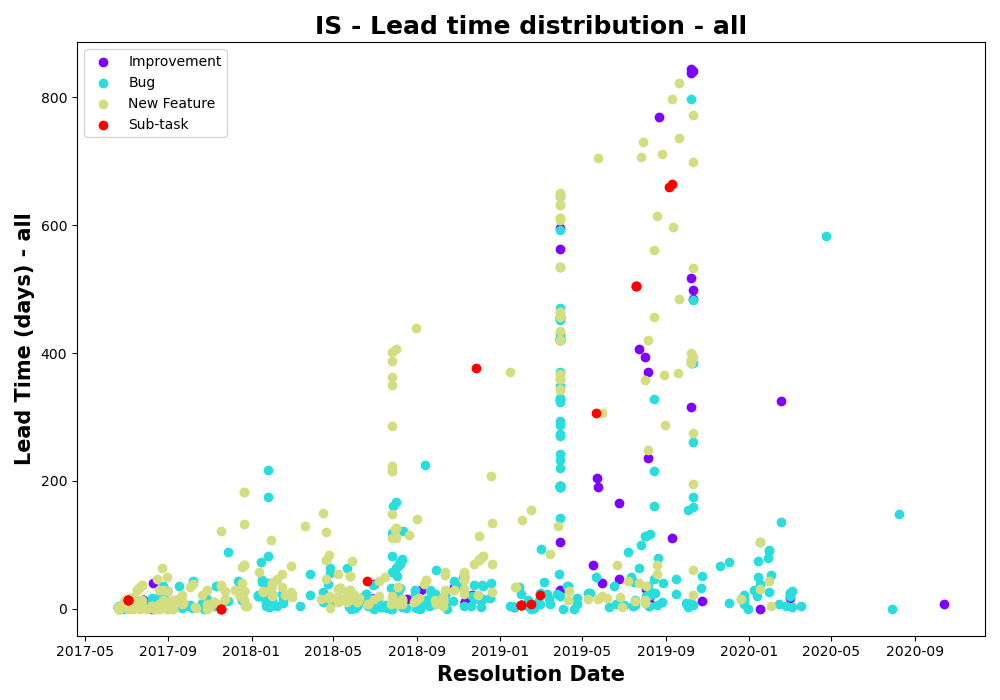 IS - Lead time distribution - all
Improvement
Bug
New Feature
Sub-task
Lead Time (days) - all
800
600
400
200
0
2017-05 2017-09 2018-01 2018-05 2018-09 2019-01 2019-05 2019-09 2020-01 2020-05 2020-09
Resolution Date